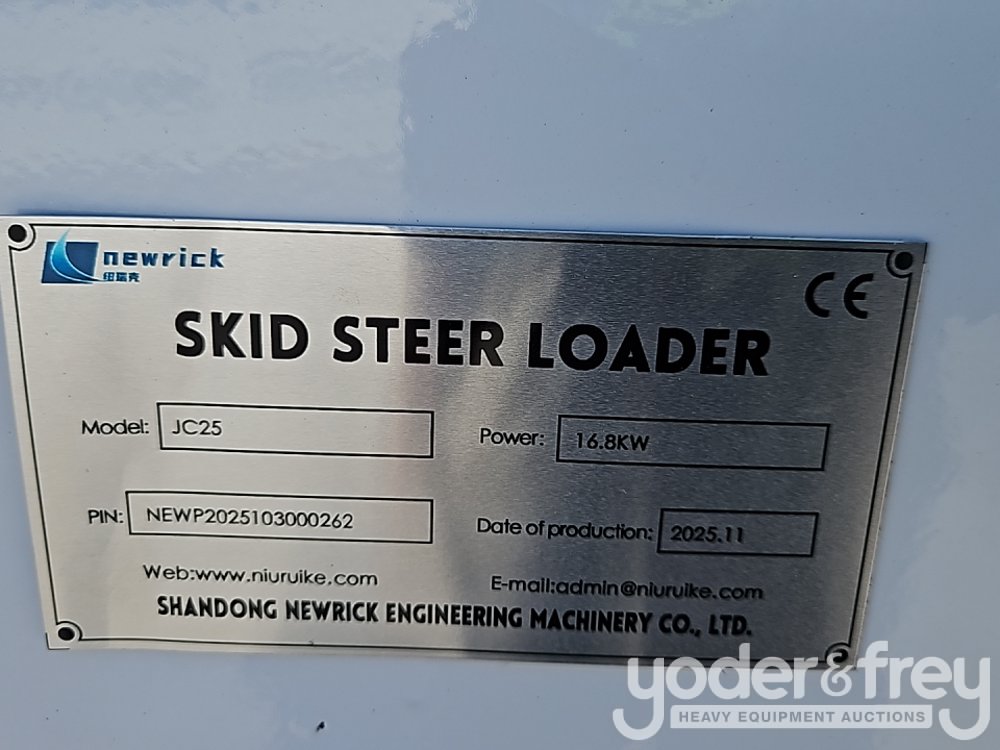 newrick
纽瑞克
CE
SKID STEER LOADER
Model: JC25
Power: 16.8KW
PIN: NEWP2025103000262
Date of production: 2025.11
Web:www.niuruike.com
E-mail:admin@niuruike.com
SHANDONG NEWRICK ENGINEERING MACHINERY CO., LTD.
yoder&frey
HEAVY EQUIPMENT AUCTIONS